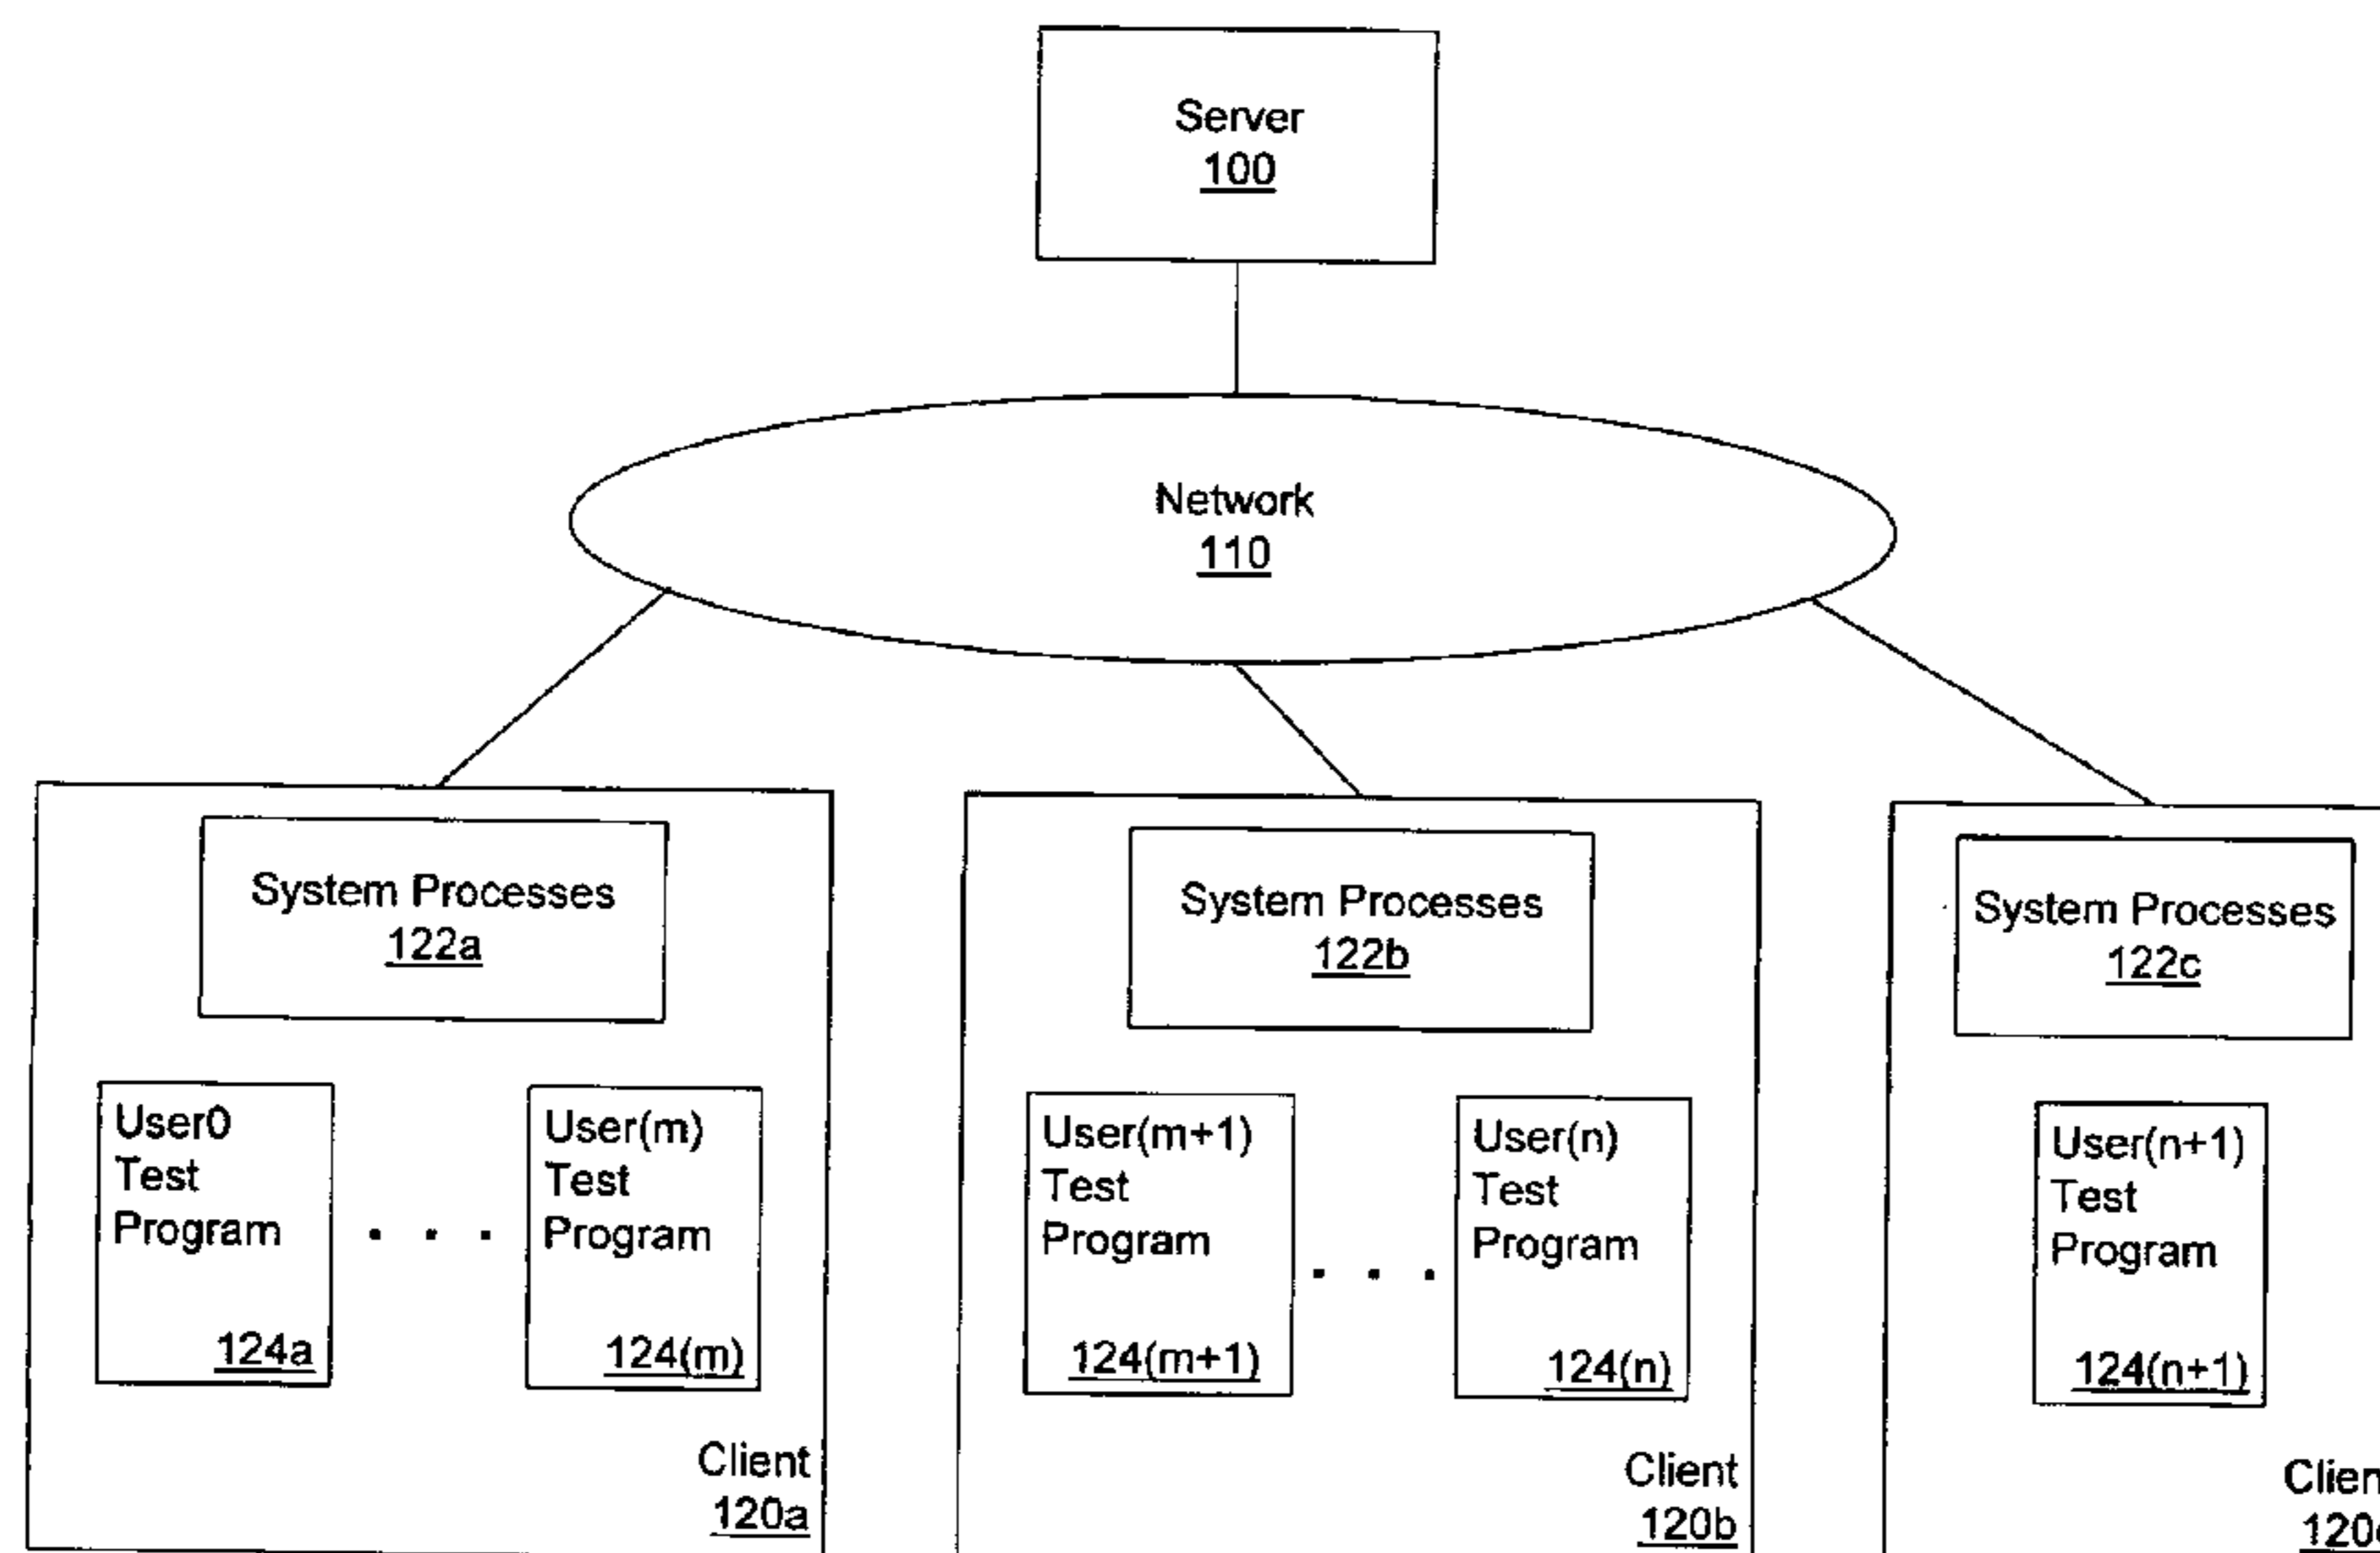 Server
100
Network
110
System Processes
122a
User0
Test
Program
124a
. . .
User(m)
Test
Program
124(m)
Client
120a
System Processes
122b
User(m+1)
Test
Program
124(m+1)
. . .
User(n)
Test
Program
124(n)
Client
120b
System Processes
122c
User(n+1)
Test
Program
124(n+1)